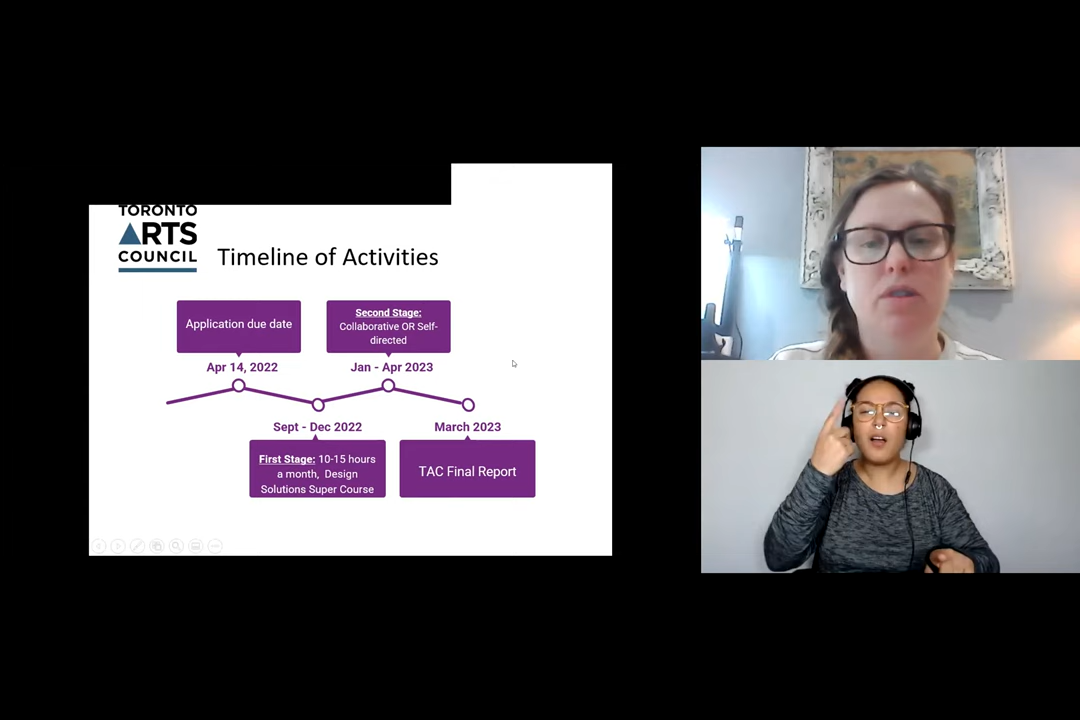 TORONTO
ARTS
COUNCIL
Timeline of Activities
Application due date
Apr 14, 2022
Second Stage:
Collaborative OR Self-
directed
Jan - Apr 2023
Sept - Dec 2022
First Stage: 10-15 hours
a month, Design
Solutions Super Course
March 2023
TAC Final Report